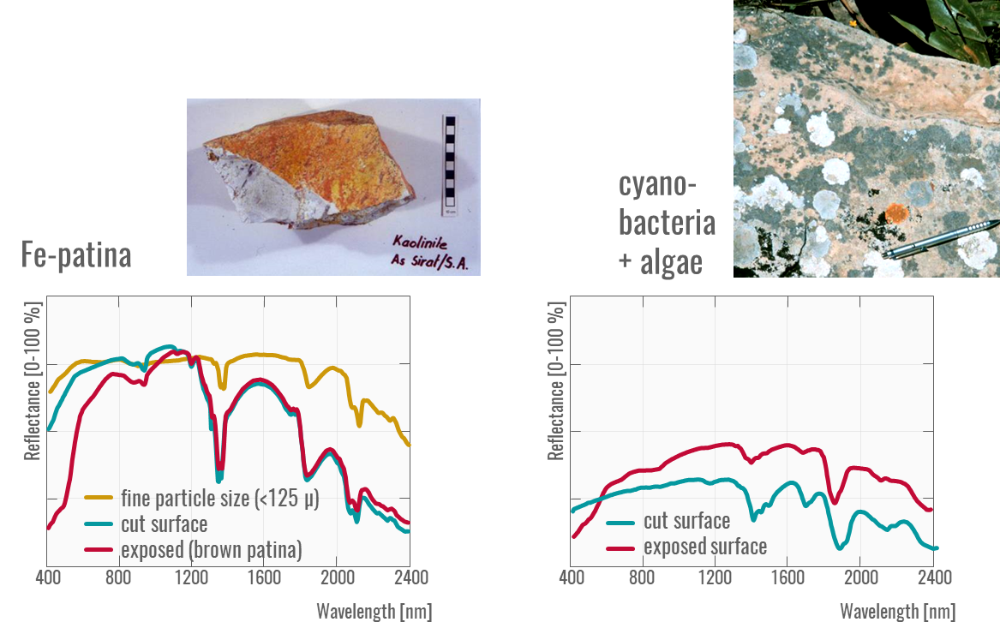 Fe-patina
Kaolinite
As Sirat/S.A.
Reflectance [0-100 %]
fine particle size (<125 µ)
cut surface
exposed (brown patina)
400 800 1200 1600 2000 2400
Wavelength [nm]
cyano-
bacteria
+ algae
Reflectance [0-100 %]
cut surface
exposed surface
400 800 1200 1600 2000 2400
Wavelength [nm]